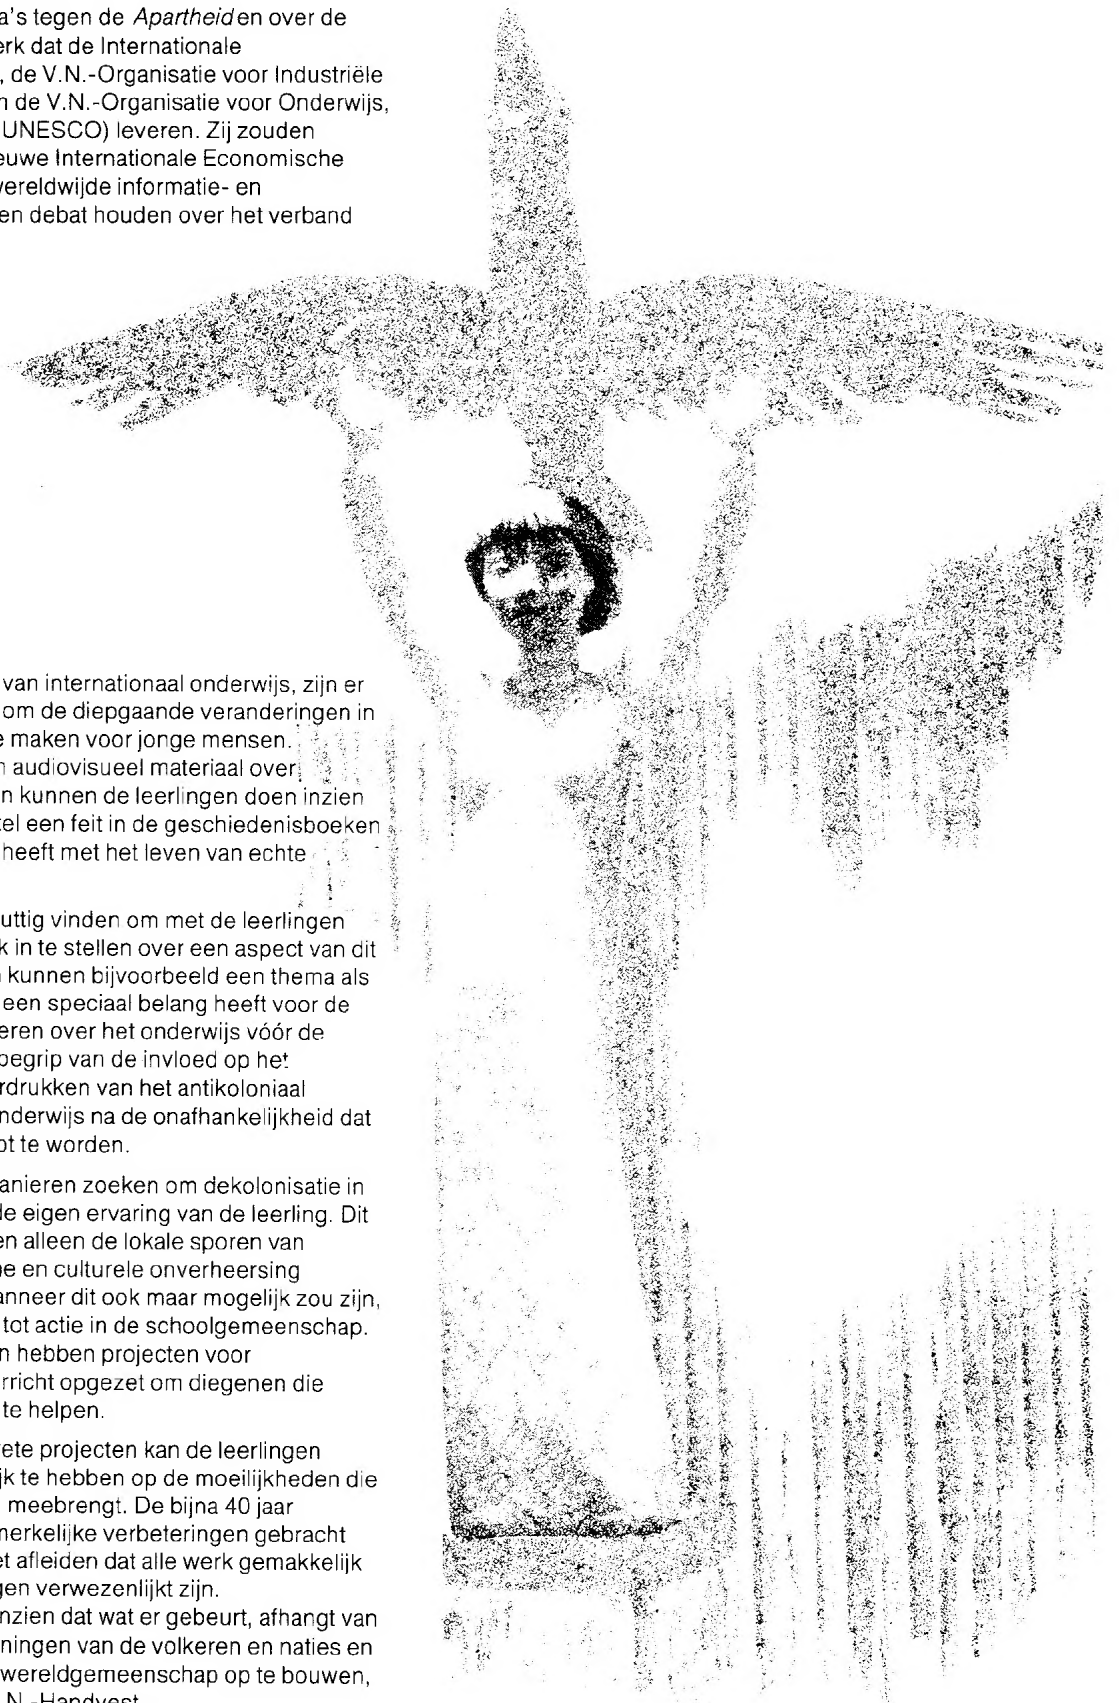 a's tegen de Apartheid en over de
erk dat de Internationale
, de V.N.-Organisatie voor Industriële
n de V.N.-Organisatie voor Onderwijs,
UNESCO) leveren. Zij zouden
euwe Internationale Economische
wereldwijde informatie- en
en debat houden over het verband
van internationaal onderwijs, zijn er
om de diepgaande veranderingen in
e maken voor jonge mensen.
n audiovisueel materiaal over
n kunnen de leerlingen doen inzien
el een feit in de geschiedenisboeken
heeft met het leven van echte
uttig vinden om met de leerlingen
k in te stellen over een aspect van dit
n kunnen bijvoorbeeld een thema als
een speciaal belang heeft voor de
eren over het onderwijs vóór de
begrip van de invloed op het
rdrukken van het antikoloniaal
nderwijs na de onafhankelijkheid dat
ot te worden.
anieren zoeken om dekolonisatie in
de eigen ervaring van de leerling. Dit
en alleen de lokale sporen van
he en culturele onverheersing
anneer dit ook maar mogelijk zou zijn,
tot actie in de schoolgemeenschap.
n hebben projecten voor
rricht opgezet om diegenen die
te helpen.
ete projecten kan de leerlingen
jk te hebben op de moeilijkheden die
meebrengt. De bijna 40 jaar
merkelijke verbeteringen gebracht
et afleiden dat alle werk gemakkelijk
gen verwezenlijkt zijn.
nzien dat wat er gebeurt, afhangt van
ningen van de volkeren en naties en
wereldgemeenschap op te bouwen,
.N.-Handvest